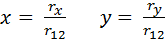 x = r_x / r_12    y = r_y / r_12